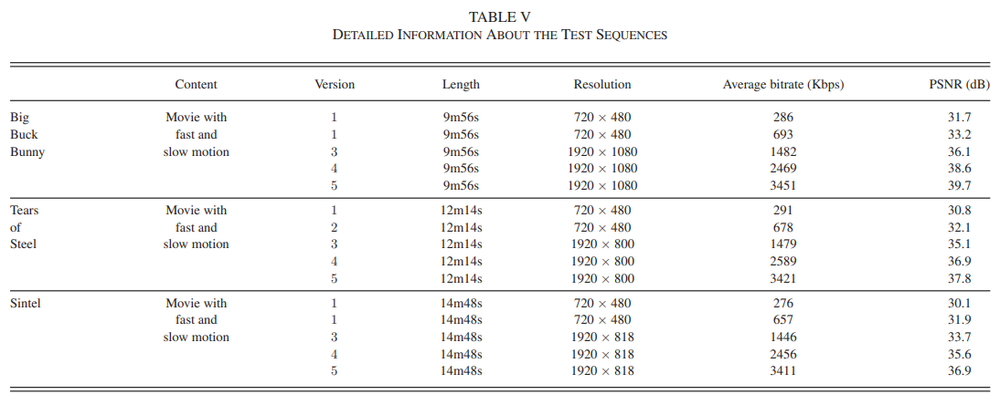 TABLE V
DETAILED INFORMATION ABOUT THE TEST SEQUENCES
Content Version Length Resolution Average bitrate (Kbps) PSNR (dB)
Big Movie with 1 9m56s 720 × 480 286 31.7
Buck fast and 1 9m56s 720 × 480 693 33.2
Bunny slow motion 3 9m56s 1920 × 1080 1482 36.1
4 9m56s 1920 × 1080 2469 38.6
5 9m56s 1920 × 1080 3451 39.7
Tears Movie with 1 12m14s 720 × 480 291 30.8
of fast and 2 12m14s 720 × 480 678 32.1
Steel slow motion 3 12m14s 1920 × 800 1479 35.1
4 12m14s 1920 × 800 2589 36.9
5 12m14s 1920 × 800 3421 37.8
Sintel Movie with 1 14m48s 720 × 480 276 30.1
fast and 1 14m48s 720 × 480 657 31.9
slow motion 3 14m48s 1920 × 818 1446 33.7
4 14m48s 1920 × 818 2456 35.6
5 14m48s 1920 × 818 3411 36.9